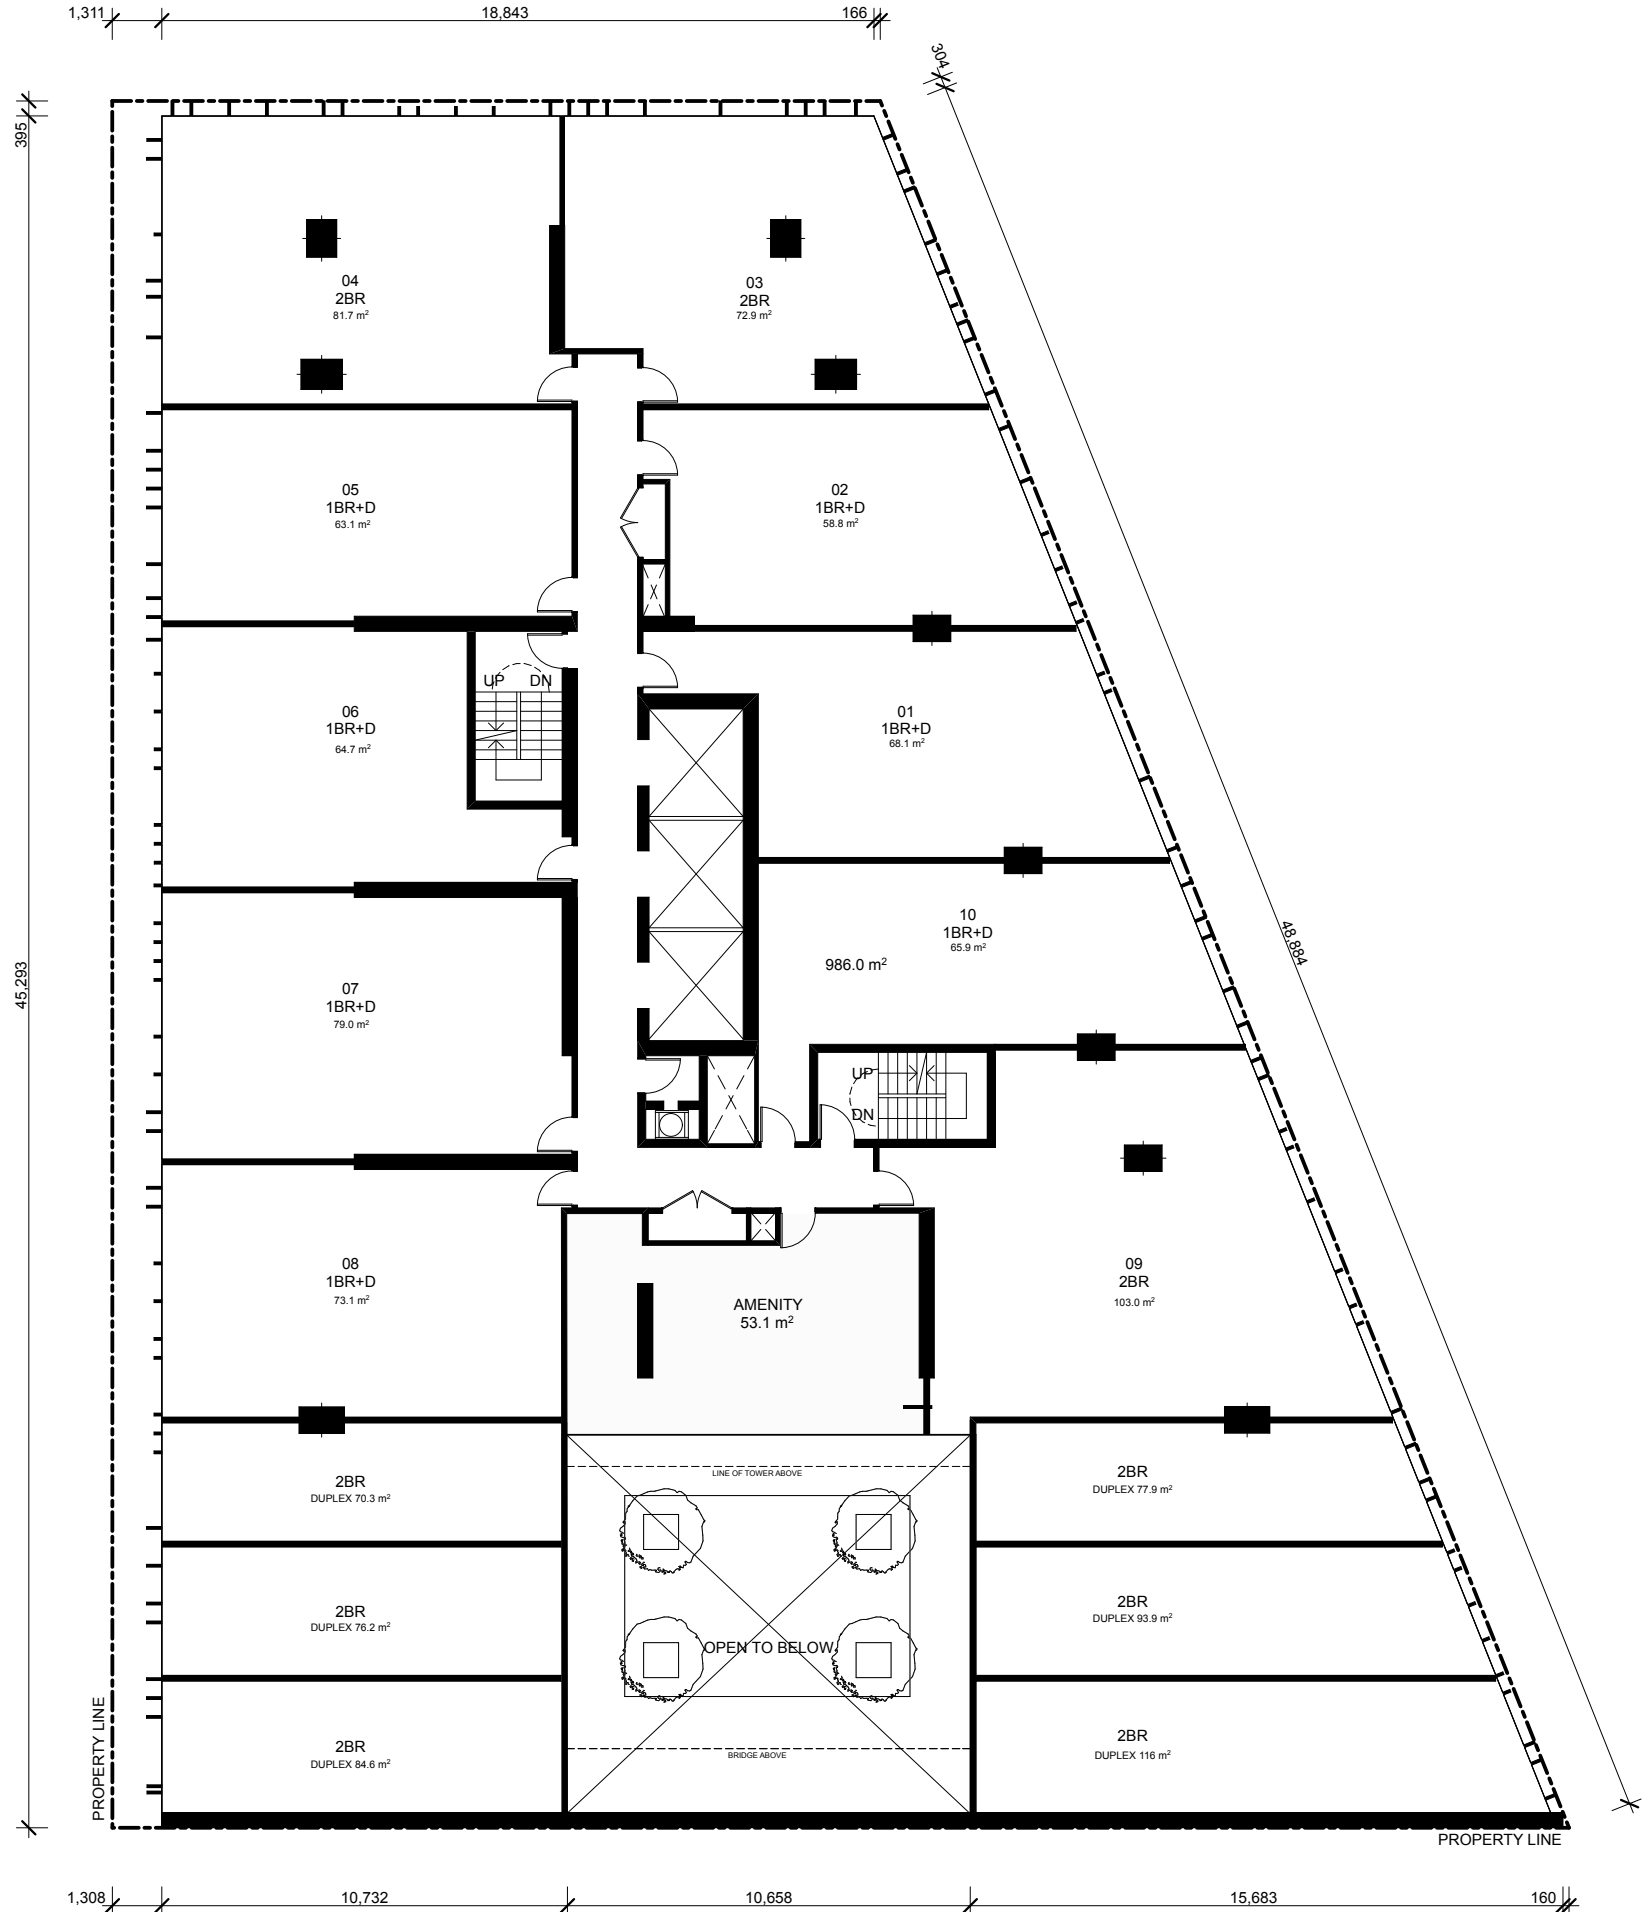 1,311
18,843
166
304
395
04
2BR
81.7 m²
03
2BR
72.9 m²
05
1BR+D
63.1 m²
02
1BR+D
58.8 m²
UP
DN
06
1BR+D
64.7 m²
01
1BR+D
68.1 m²
10
1BR+D
65.9 m²
986.0 m²
48,884
45,293
07
1BR+D
79.0 m²
UP
DN
08
1BR+D
73.1 m²
09
2BR
103.0 m²
AMENITY
53.1 m²
2BR
DUPLEX 70.3 m²
LINE OF TOWER ABOVE
2BR
DUPLEX 77.9 m²
2BR
DUPLEX 76.2 m²
2BR
DUPLEX 93.9 m²
OPEN TO BELOW
2BR
DUPLEX 84.6 m²
BRIDGE ABOVE
2BR
DUPLEX 116 m²
PROPERTY LINE
PROPERTY LINE
1,308
10,732
10,658
15,683
160